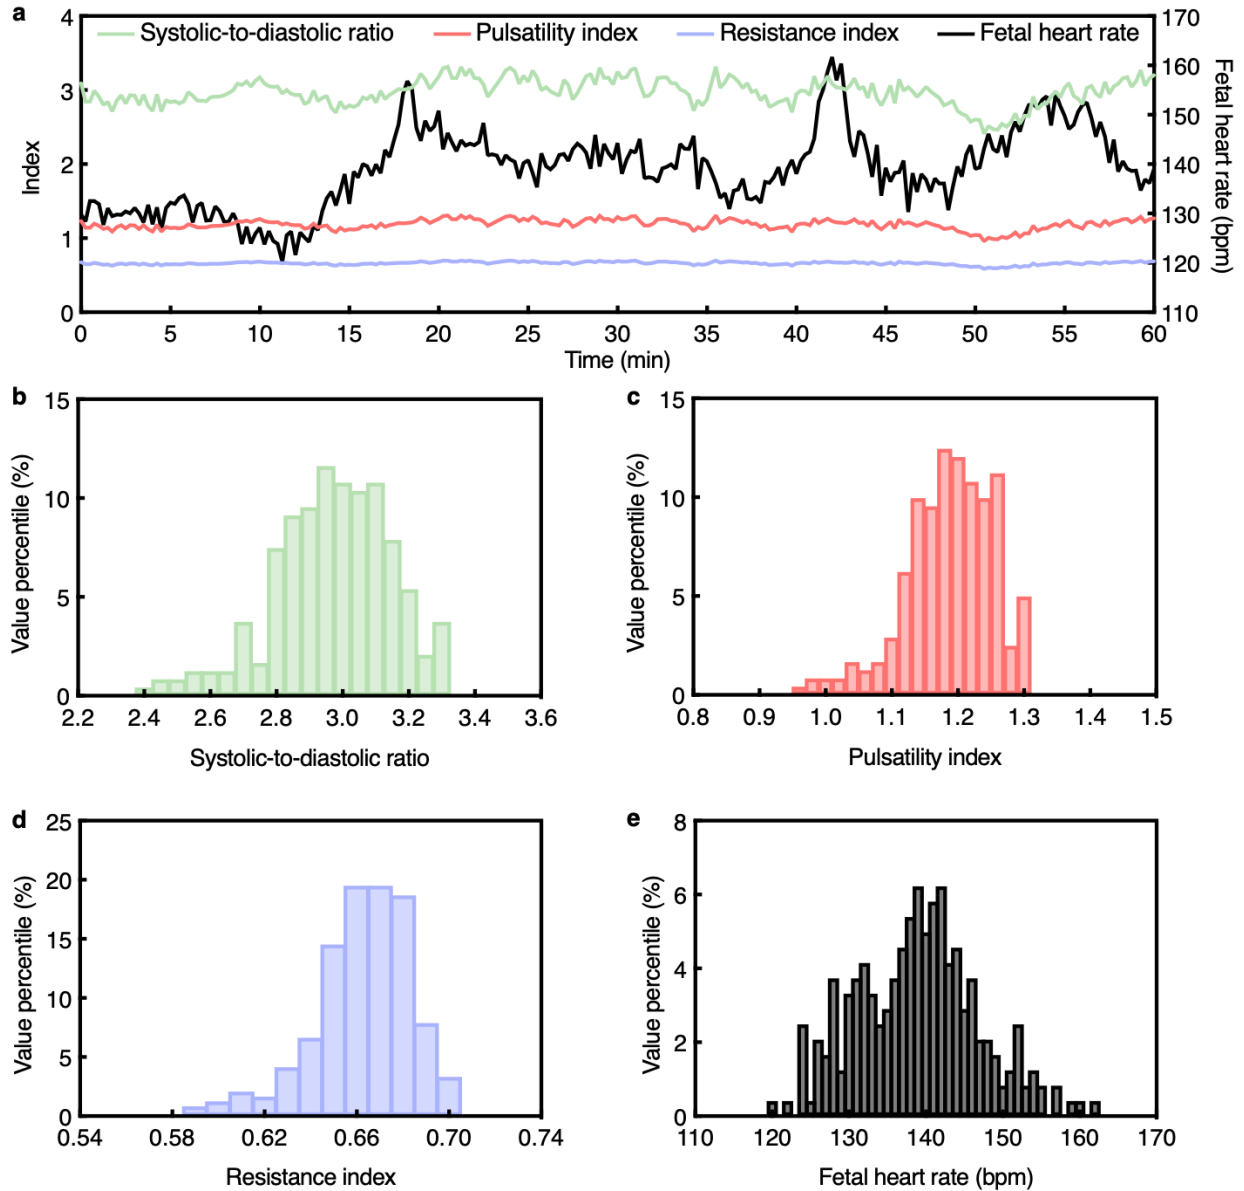 a
4 170
Systolic-to-diastolic ratio Pulsatility index Resistance index Fetal heart rate
3 160
150
2 140
1 130
120
0 110
Index
Fetal heart rate (bpm)
0 5 10 15 20 25 30 35 40 45 50 55 60
Time (min)
b
15
10
5
0
Value percentile (%)
2.2 2.4 2.6 2.8 3.0 3.2 3.4 3.6
Systolic-to-diastolic ratio
c
15
10
5
0
Value percentile (%)
0.8 0.9 1.0 1.1 1.2 1.3 1.4 1.5
Pulsatility index
d
25
20
15
10
5
0
Value percentile (%)
0.54 0.58 0.62 0.66 0.70 0.74
Resistance index
e
8
6
4
2
0
Value percentile (%)
110 120 130 140 150 160 170
Fetal heart rate (bpm)